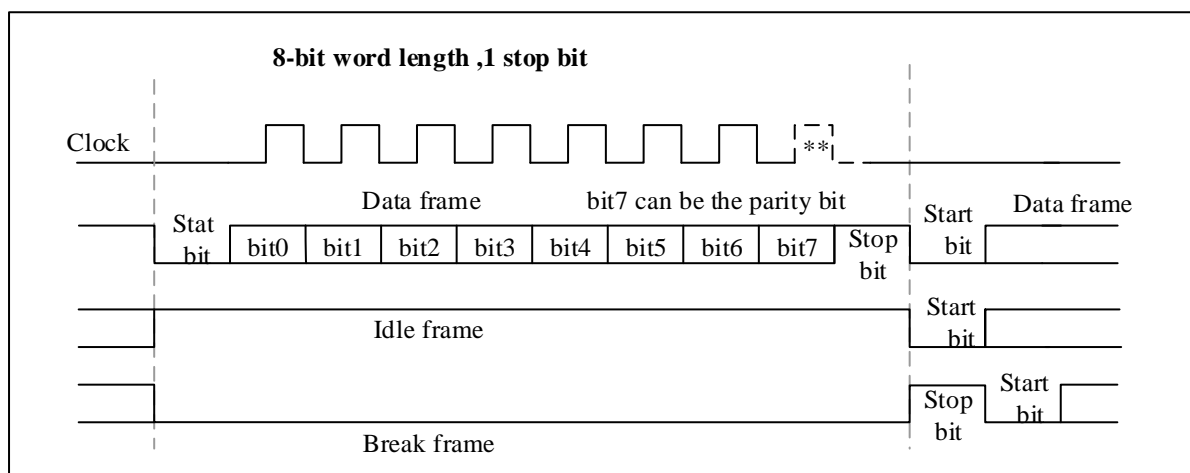 8-bit word length ,1 stop bit
Clock
**
Data frame
bit7 can be the parity bit
Stat
bit
bit0
bit1
bit2
bit3
bit4
bit5
bit6
bit7
Stop
bit
Start
bit
Data frame
Idle frame
Start
bit
Break frame
Stop
bit
Start
bit